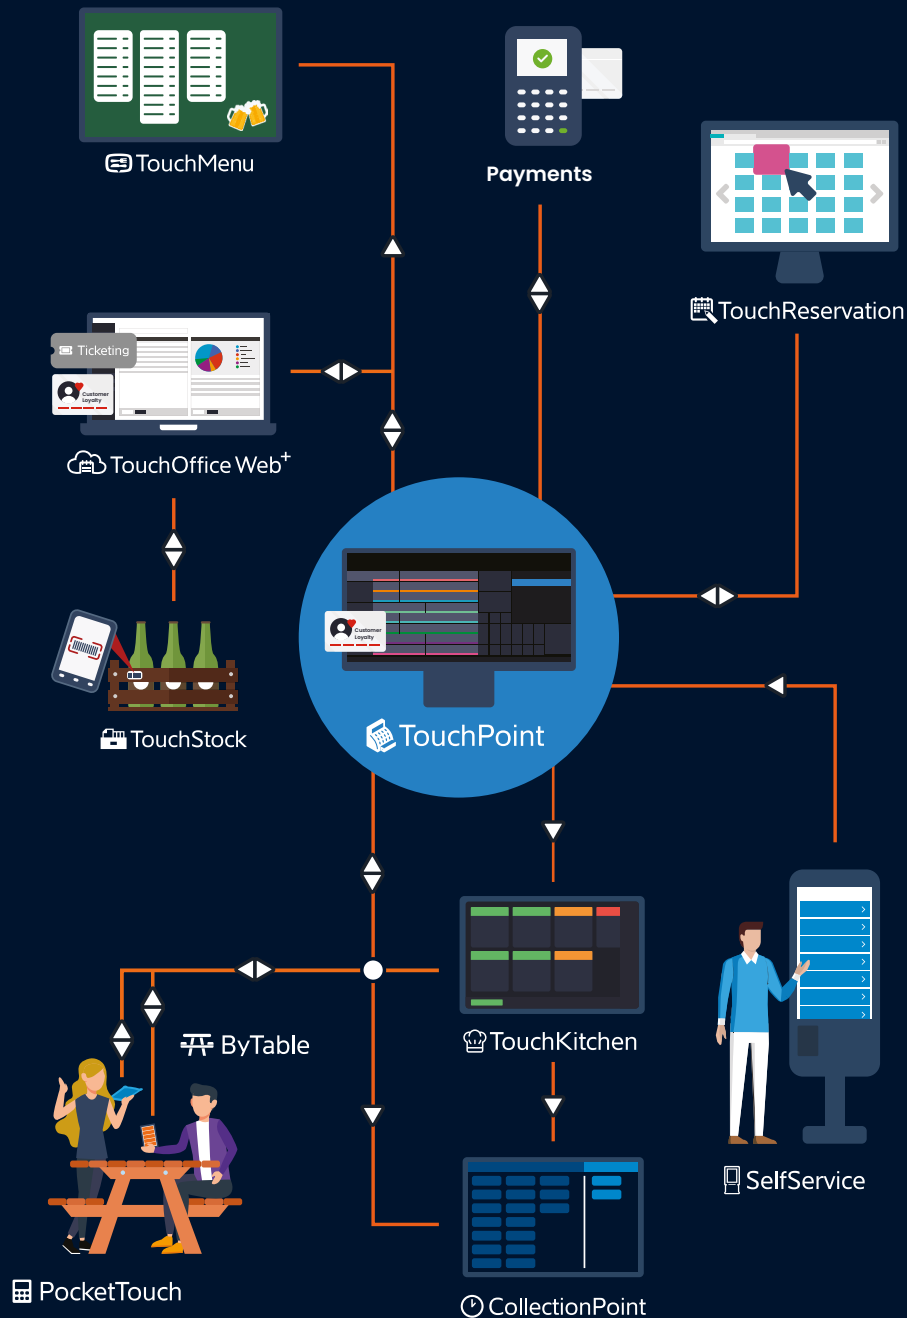 TouchMenu
Payments
TouchReservation
Ticketing
Customer
Loyalty
TouchOffice Web+
Customer
Loyalty
TouchStock
TouchPoint
ByTable
TouchKitchen
SelfService
PocketTouch
CollectionPoint